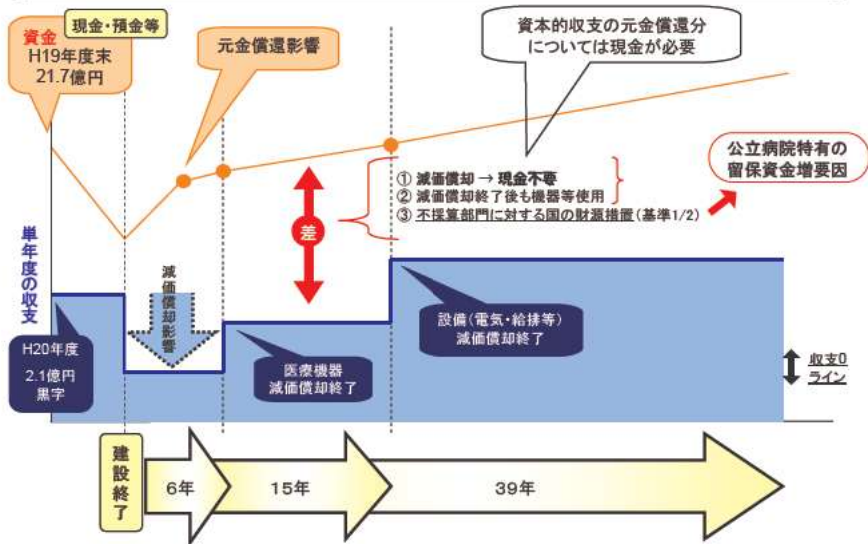 現金・預金等
資金
H19年度末
21.7億円
元金償還影響
資本的収支の元金償還分
については現金が必要
公立病院特有の
留保資金増要因
① 減価償却 → 現金不要
② 減価償却終了後も機器等使用
③ 不採算部門に対する国の財源措置(基準1/2)
差
単年度の収支
減価償却影響
H20年度
2.1億円
黒字
医療機器
減価償却終了
設備(電気・給排等)
減価償却終了
収支0
ライン
建設終了
6年
15年
39年